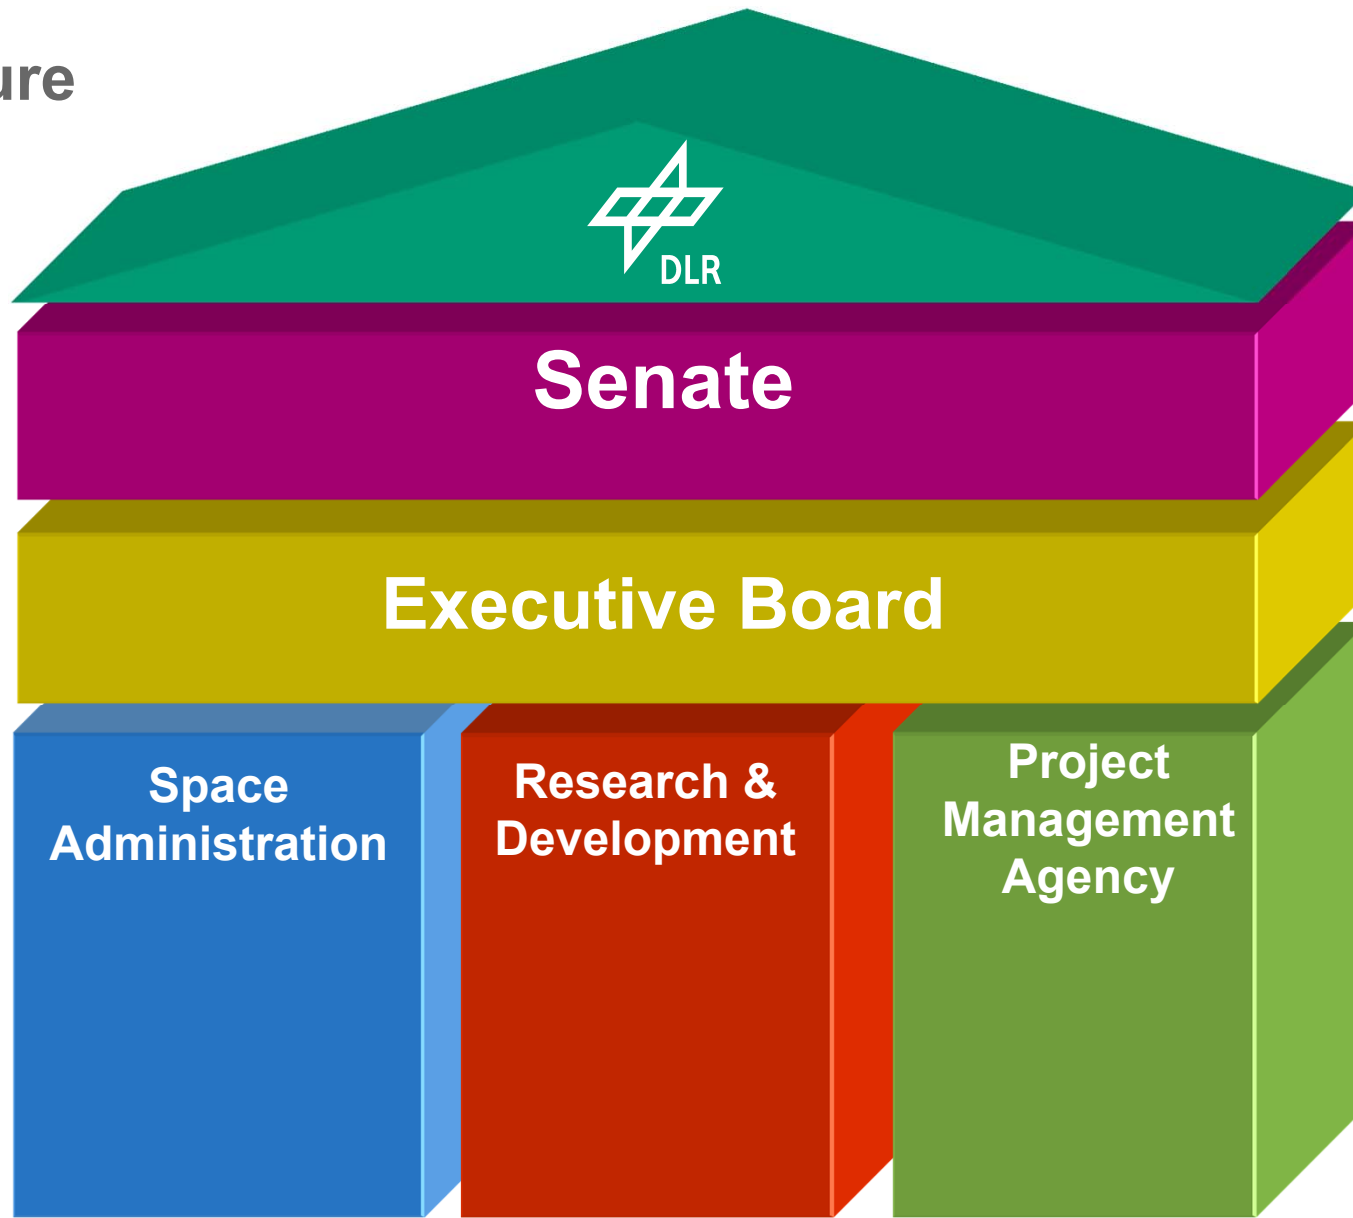 ure
DLR
Senate
Executive Board
Space
Administration
Research &
Development
Project
Management
Agency